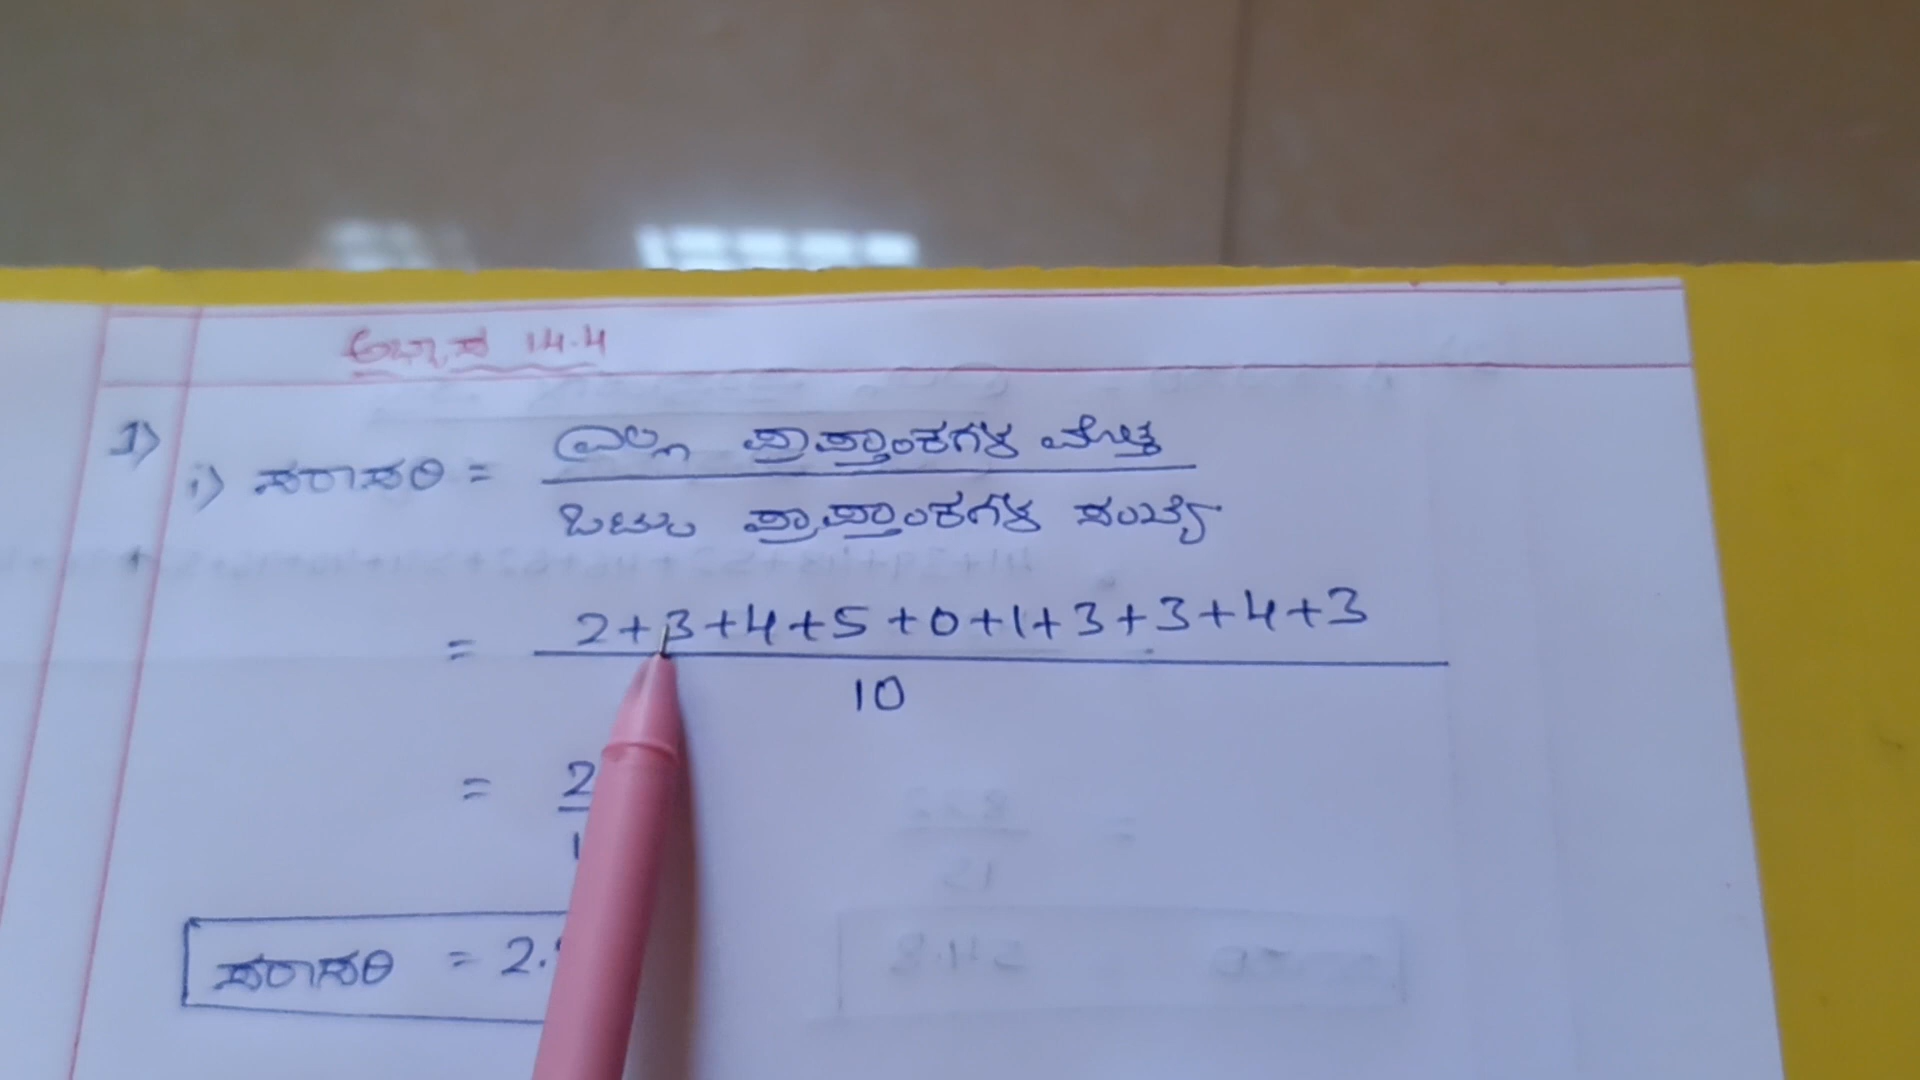 ಅಭ್ಯಾಸ 14.4
1)
i) ಸರಾಸರಿ = ಎಲ್ಲಾ ಪ್ರಾಪ್ತಾಂಕಗಳ ಮೊತ್ತ
ಒಟ್ಟು ಪ್ರಾಪ್ತಾಂಕಗಳ ಸಂಖ್ಯೆ
= 2+3+4+5+0+1+3+3+4+3
10
= 2
1
ಸರಾಸರಿ = 2.